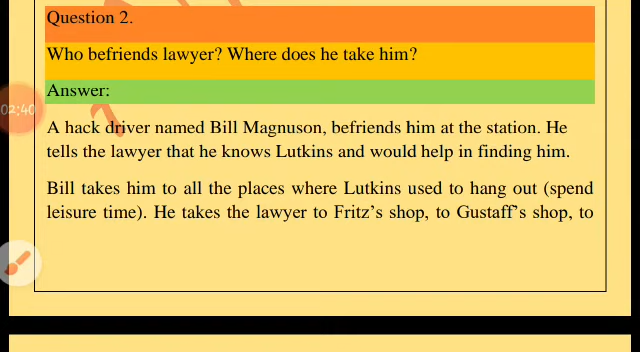 Question 2.
Who befriends lawyer? Where does he take him?
Answer:
02:40
A hack driver named Bill Magnuson, befriends him at the station. He
tells the lawyer that he knows Lutkins and would help in finding him.
Bill takes him to all the places where Lutkins used to hang out (spend
leisure time). He takes the lawyer to Fritz’s shop, to Gustaff’s shop, to